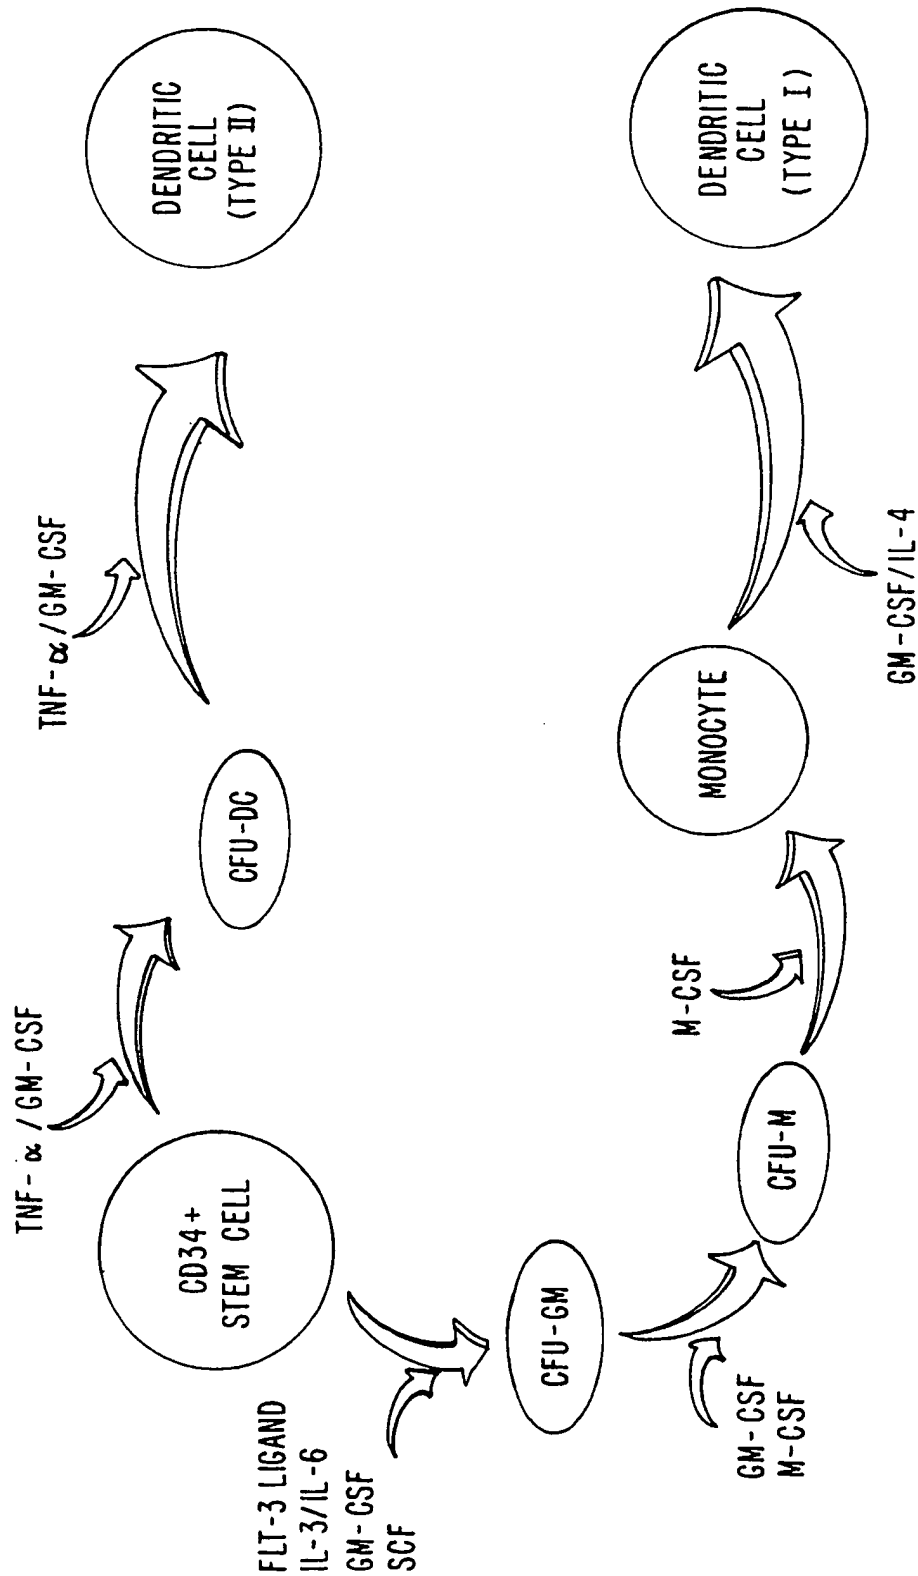 TNF-α/GM-CSF
TNF-α/GM-CSF
CD34+
STEM CELL
CFU-DC
DENDRITIC
CELL
(TYPE II)
FLT-3 LIGAND
IL-3/IL-6
GM-CSF
SCF
CFU-GM
GM-CSF
M-CSF
CFU-M
M-CSF
MONOCYTE
GM-CSF/IL-4
DENDRITIC
CELL
(TYPE I)